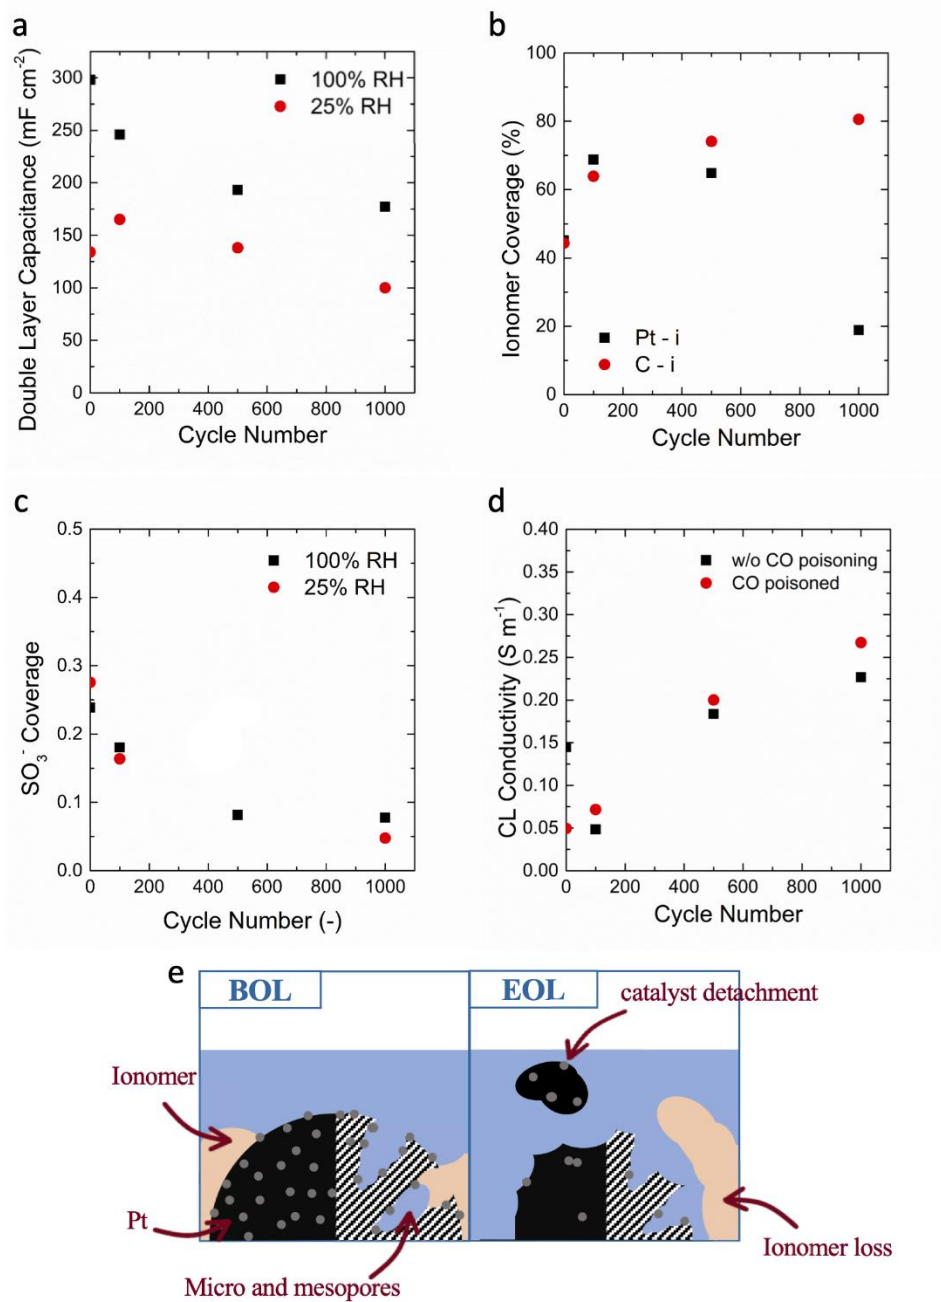 a
Double Layer Capacitance (mF cm⁻²)
300
250
200
150
100
50
0
100% RH
25% RH
0 200 400 600 800 1000
Cycle Number
b
Ionomer Coverage (%)
100
80
60
40
20
0
Pt - i
C - i
0 200 400 600 800 1000
Cycle Number
c
SO₃⁻ Coverage
0.5
0.4
0.3
0.2
0.1
0.0
100% RH
25% RH
0 200 400 600 800 1000
Cycle Number (-)
d
CL Conductivity (S m⁻¹)
0.40
0.35
0.30
0.25
0.20
0.15
0.10
0.05
0.00
w/o CO poisoning
CO poisoned
0 200 400 600 800 1000
Cycle Number
e
BOL
EOL
catalyst detachment
Ionomer
Pt
Micro and mesopores
Ionomer loss